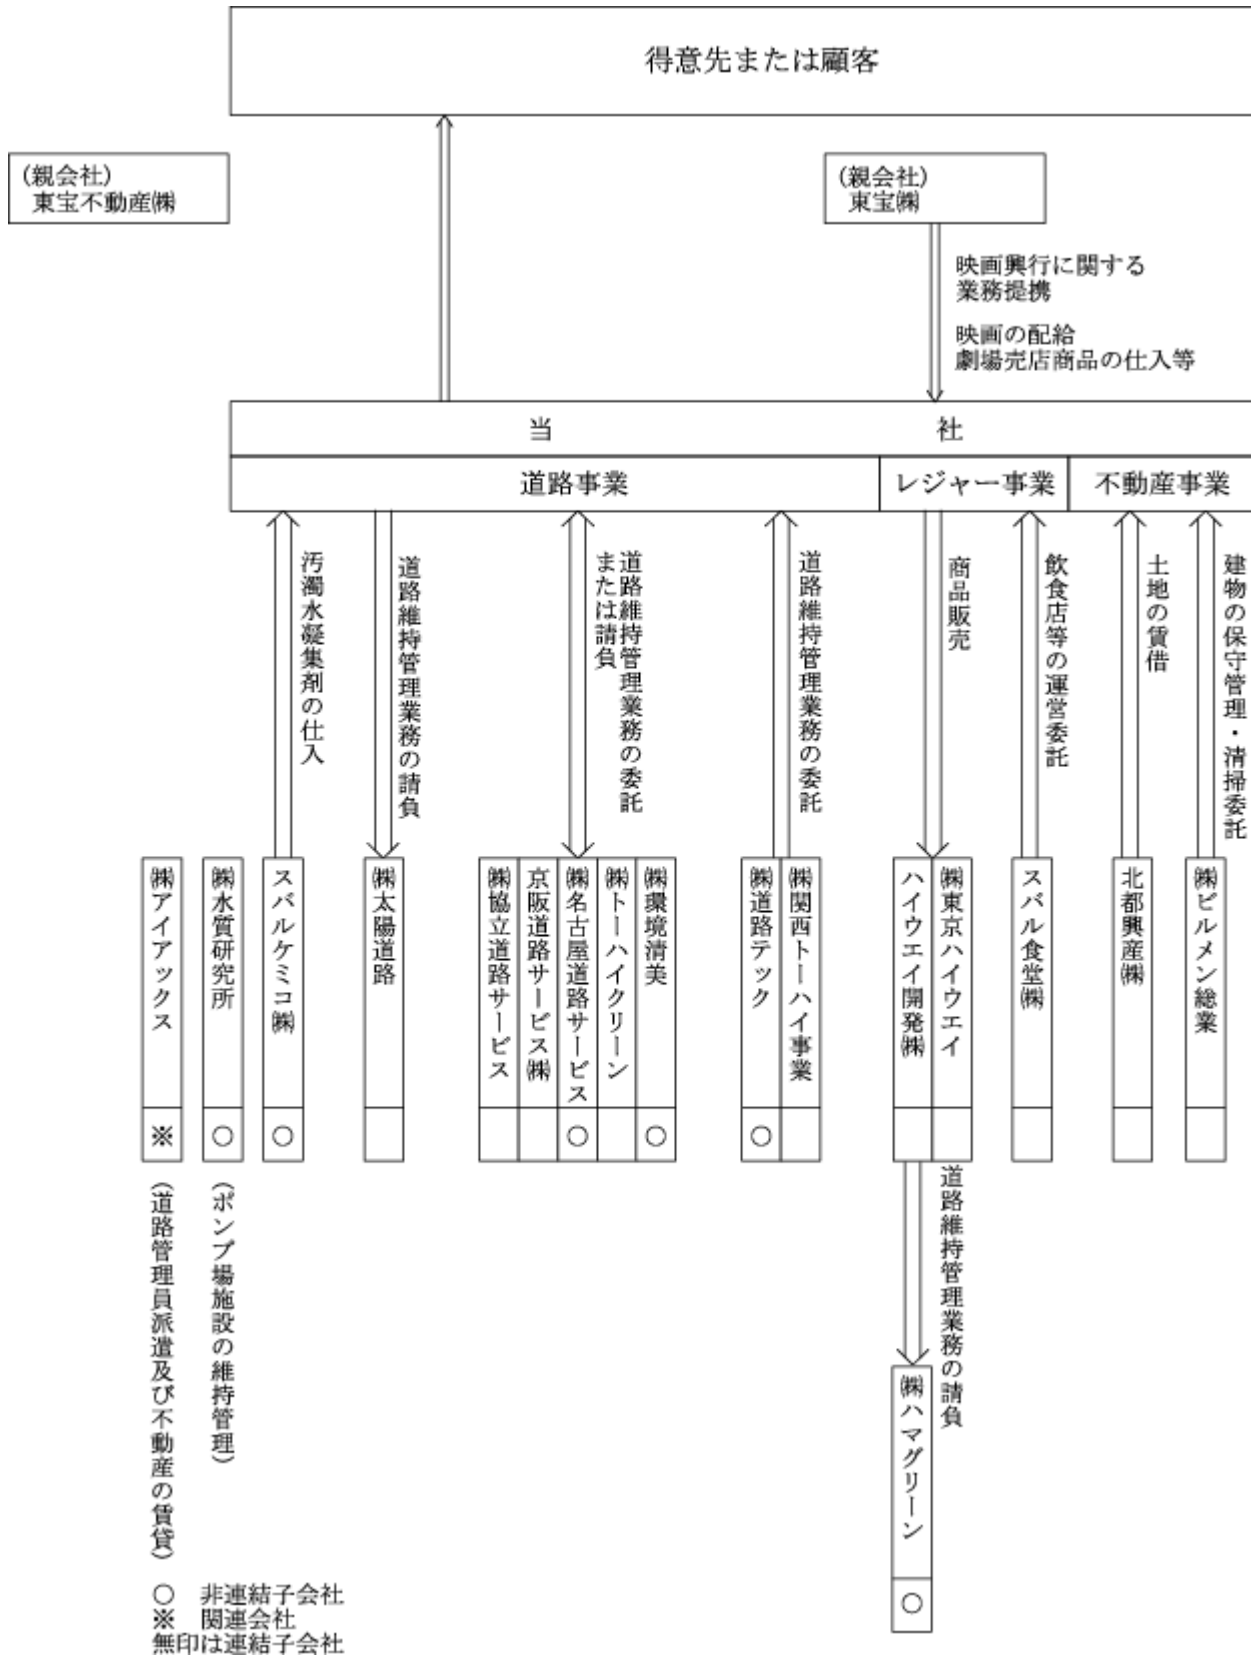 得意先または顧客
(親会社)
東宝不動産㈱
(親会社)
東宝㈱
映画興行に関する
業務提携
映画の配給
劇場売店商品の仕入等
当社
道路事業
レジャー事業
不動産事業
汚濁水凝集剤の仕入
道路維持管理業務の請負
道路維持管理業務の委託
または請負
道路維持管理業務の委託
商品販売
飲食店等の運営委託
土地の賃借
建物の保守管理・清掃委託
㈱アイアックス
※
㈱水質研究所
○
スバルケミコ㈱
○
㈱太陽道路
㈱協立道路サービス
京阪道路サービス㈱
㈱名古屋道路サービス
○
㈱トーハイクリーン
㈱環境清美
○
㈱道路テック
○
㈱関西トーハイ事業
ハイウエイ開発㈱
㈱東京ハイウエイ
スバル食堂㈱
北都興産㈱
㈱ビルメン総業
(道路管理員派遣及び不動産の賃貸)
(ポンプ場施設の維持管理)
道路維持管理業務の請負
㈱ハマグリーン
○
○　非連結子会社
※　関連会社
無印は連結子会社